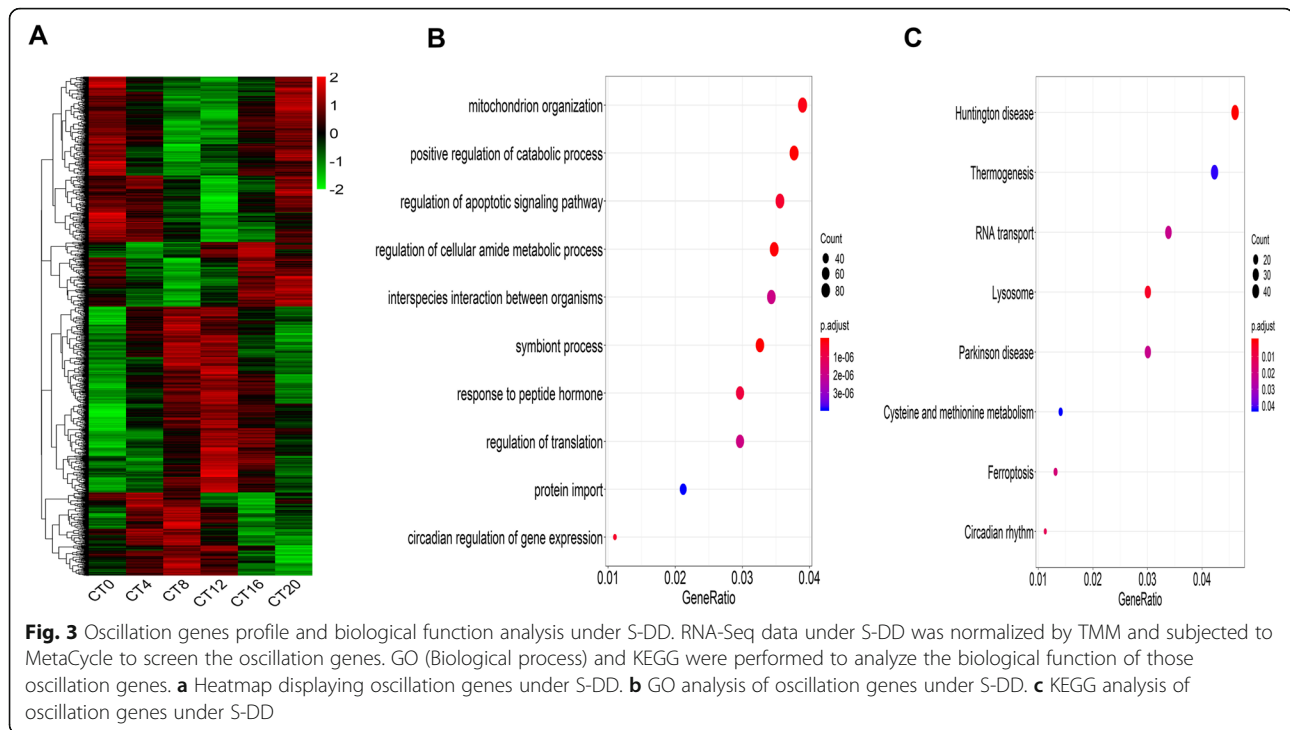 A
2
1
0
-1
-2
CT0
CT4
CT8
CT12
CT16
CT20
B
mitochondrion organization
positive regulation of catabolic process
regulation of apoptotic signaling pathway
regulation of cellular amide metabolic process
interspecies interaction between organisms
symbiont process
response to peptide hormone
regulation of translation
protein import
circadian regulation of gene expression
0.01 0.02 0.03 0.04
GeneRatio
Count
40
60
80
p.adjust
1e-06
2e-06
3e-06
C
Huntington disease
Thermogenesis
RNA transport
Lysosome
Parkinson disease
Cysteine and methionine metabolism
Ferroptosis
Circadian rhythm
0.01 0.02 0.03 0.04
GeneRatio
Count
20
30
40
p.adjust
0.01
0.02
0.03
0.04
Fig. 3 Oscillation genes profile and biological function analysis under S-DD. RNA-Seq data under S-DD was normalized by TMM and subjected to
MetaCycle to screen the oscillation genes. GO (Biological process) and KEGG were performed to analyze the biological function of those
oscillation genes. a Heatmap displaying oscillation genes under S-DD. b GO analysis of oscillation genes under S-DD. c KEGG analysis of
oscillation genes under S-DD